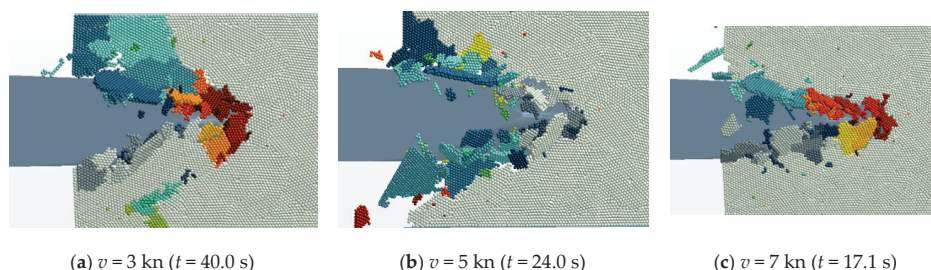 (a) v = 3 kn (t = 40.0 s)
(b) v = 5 kn (t = 24.0 s)
(c) v = 7 kn (t = 17.1 s)